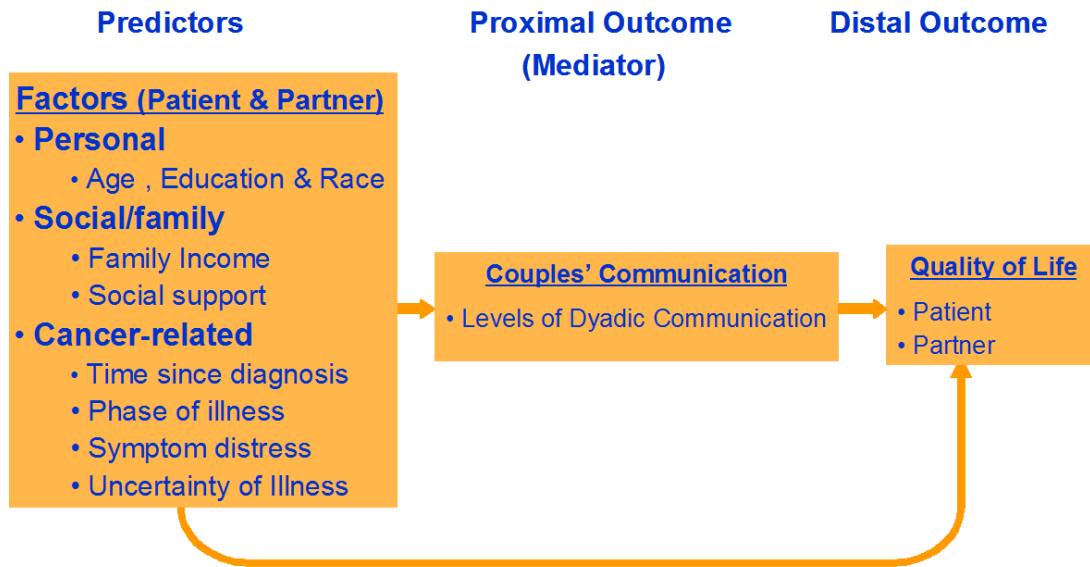 Predictors
Proximal Outcome
(Mediator)
Distal Outcome
Factors (Patient & Partner)
• Personal
• Age , Education & Race
• Social/family
• Family Income
• Social support
• Cancer-related
• Time since diagnosis
• Phase of illness
• Symptom distress
• Uncertainty of Illness
Couples’ Communication
• Levels of Dyadic Communication
Quality of Life
• Patient
• Partner